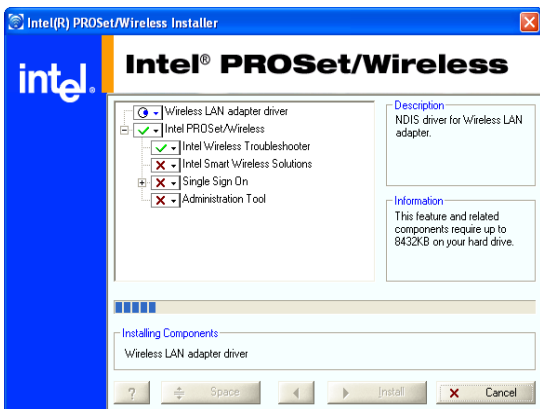 Intel(R) PROSet/Wireless Installer
intel.
Intel® PROSet/Wireless
Wireless LAN adapter driver
Intel PROSet/Wireless
Intel Wireless Troubleshooter
Intel Smart Wireless Solutions
Single Sign On
Administration Tool
Description
NDIS driver for Wireless LAN
adapter.
Information
This feature and related
components require up to
8432KB on your hard drive.
Installing Components
Wireless LAN adapter driver
?
Space
Install
Cancel